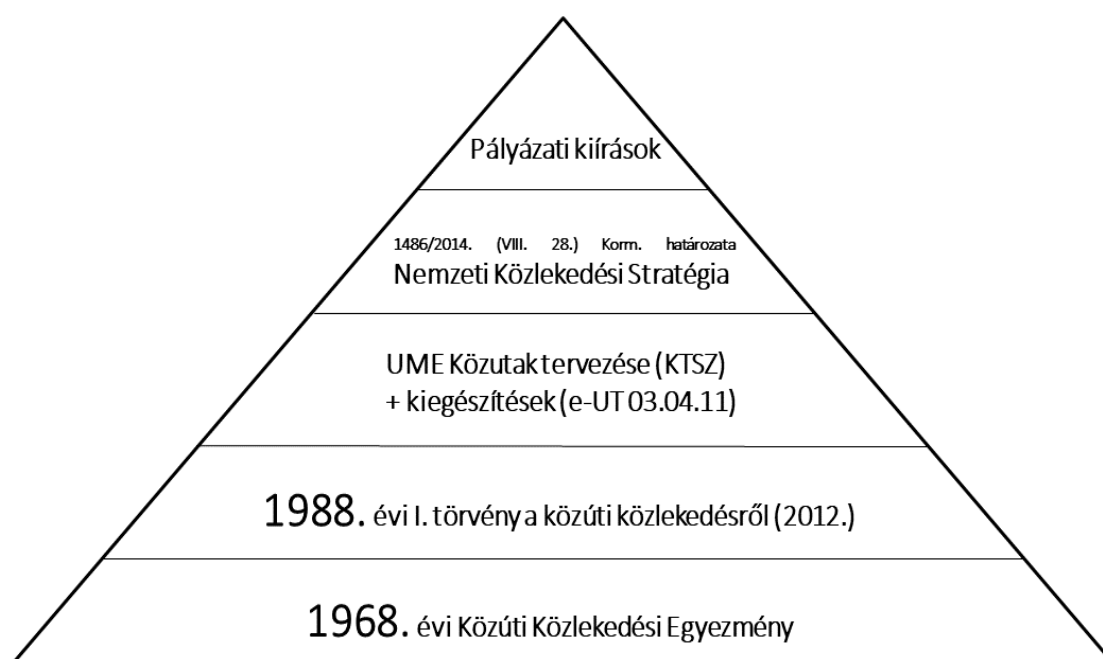 Pályázati kiírások
1486/2014. (VIII. 28.) Korm. határozata
Nemzeti Közlekedési Stratégia
UME Közutak tervezése (KTSZ)
+ kiegészítések (e-UT 03.04.11)
1988. évi I. törvény a közúti közlekedésről (2012.)
1968. évi Közúti Közlekedési Egyezmény